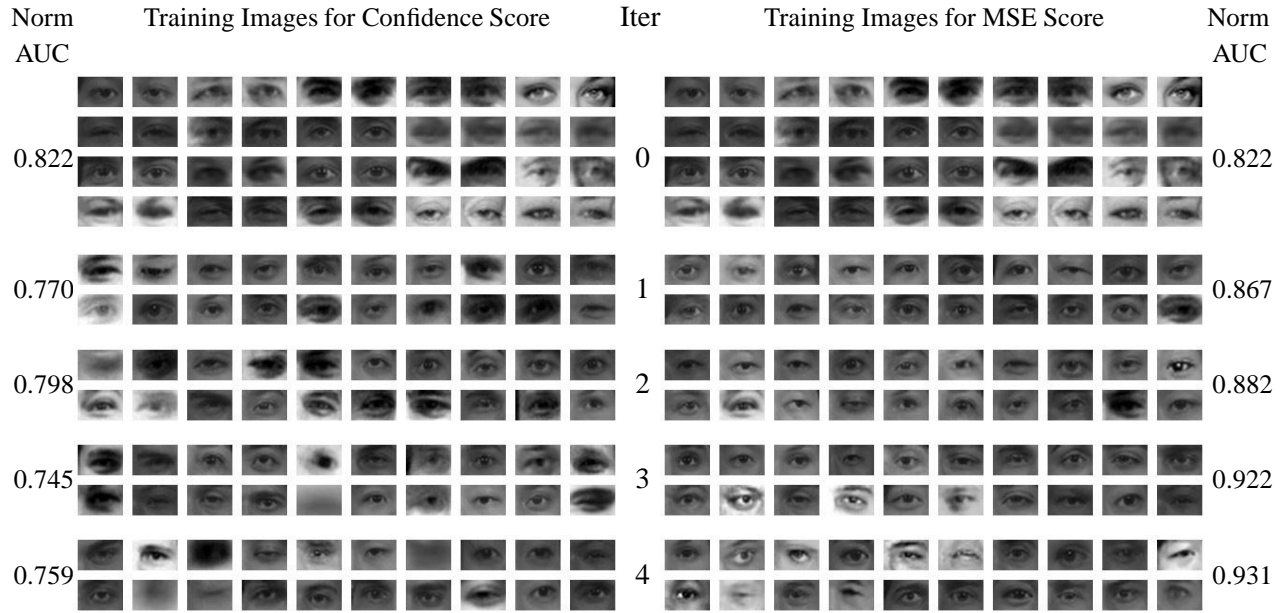 Norm Training Images for Confidence Score Iter Training Images for MSE Score Norm
AUC AUC
0.822 0 0.822
0.770 1 0.867
0.798 2 0.882
0.745 3 0.922
0.759 4 0.931